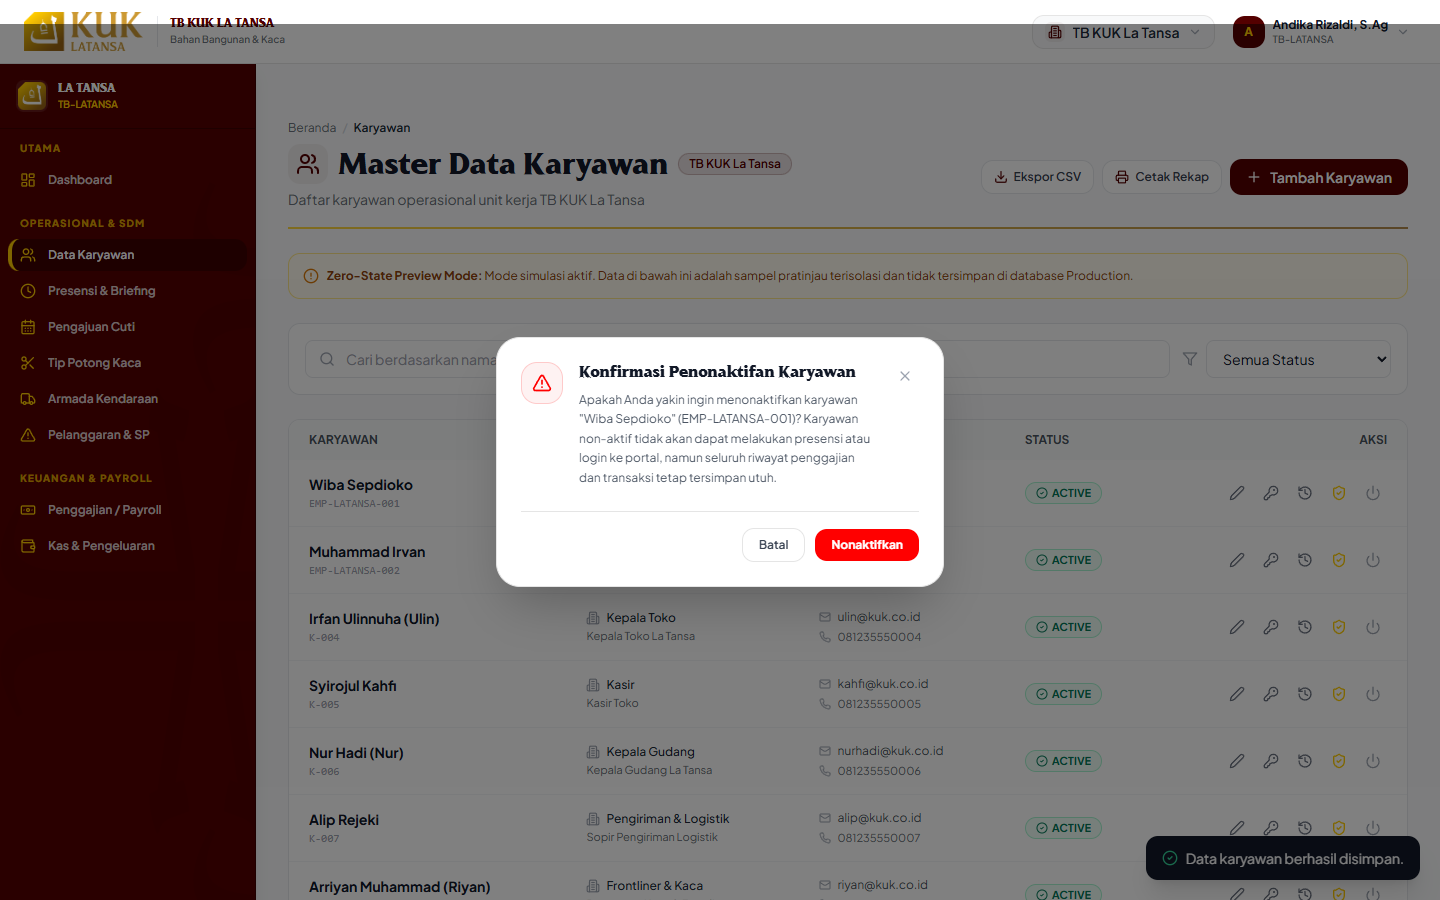 KUK
LATANSA
TB KUK LA TANSA
Bahan Bangunan & Kaca
TB KUK La Tansa
A
Andika Rizaldi, S.Ag
TB-LATANSA
LA TANSA
TB-LATANSA
UTAMA
Dashboard
OPERASIONAL & SDM
Data Karyawan
Presensi & Briefing
Pengajuan Cuti
Tip Potong Kaca
Armada Kendaraan
Pelanggaran & SP
KEUANGAN & PAYROLL
Penggajian / Payroll
Kas & Pengeluaran
Beranda / Karyawan
Master Data Karyawan
TB KUK La Tansa
Daftar karyawan operasional unit kerja TB KUK La Tansa
Ekspor CSV
Cetak Rekap
Tambah Karyawan
Zero-State Preview Mode: Mode simulasi aktif. Data di bawah ini adalah sampel pratinjau terisolasi dan tidak tersimpan di database Production.
Cari berdasarkan nama
Semua Status
KARYAWAN
STATUS
AKSI
Wiba Sepdioko
EMP-LATANSA-001
ACTIVE
Muhammad Irvan
EMP-LATANSA-002
ACTIVE
Irfan Ulinnuha (Ulin)
K-004
Kepala Toko
Kepala Toko La Tansa
ulin@kuk.co.id
081235550004
ACTIVE
Syirojul Kahfi
K-005
Kasir
Kasir Toko
kahfi@kuk.co.id
081235550005
ACTIVE
Nur Hadi (Nur)
K-006
Kepala Gudang
Kepala Gudang La Tansa
nurhadi@kuk.co.id
081235550006
ACTIVE
Alip Rejeki
K-007
Pengiriman & Logistik
Sopir Pengiriman Logistik
alip@kuk.co.id
081235550007
ACTIVE
Arriyan Muhammad (Riyan)
Frontliner & Kaca
riyan@kuk.co.id
ACTIVE
Konfirmasi Penonaktifan Karyawan
Apakah Anda yakin ingin menonaktifkan karyawan
"Wiba Sepdioko" (EMP-LATANSA-001)? Karyawan
non-aktif tidak akan dapat melakukan presensi atau
login ke portal, namun seluruh riwayat penggajian
dan transaksi tetap tersimpan utuh.
Batal
Nonaktifkan
Data karyawan berhasil disimpan.